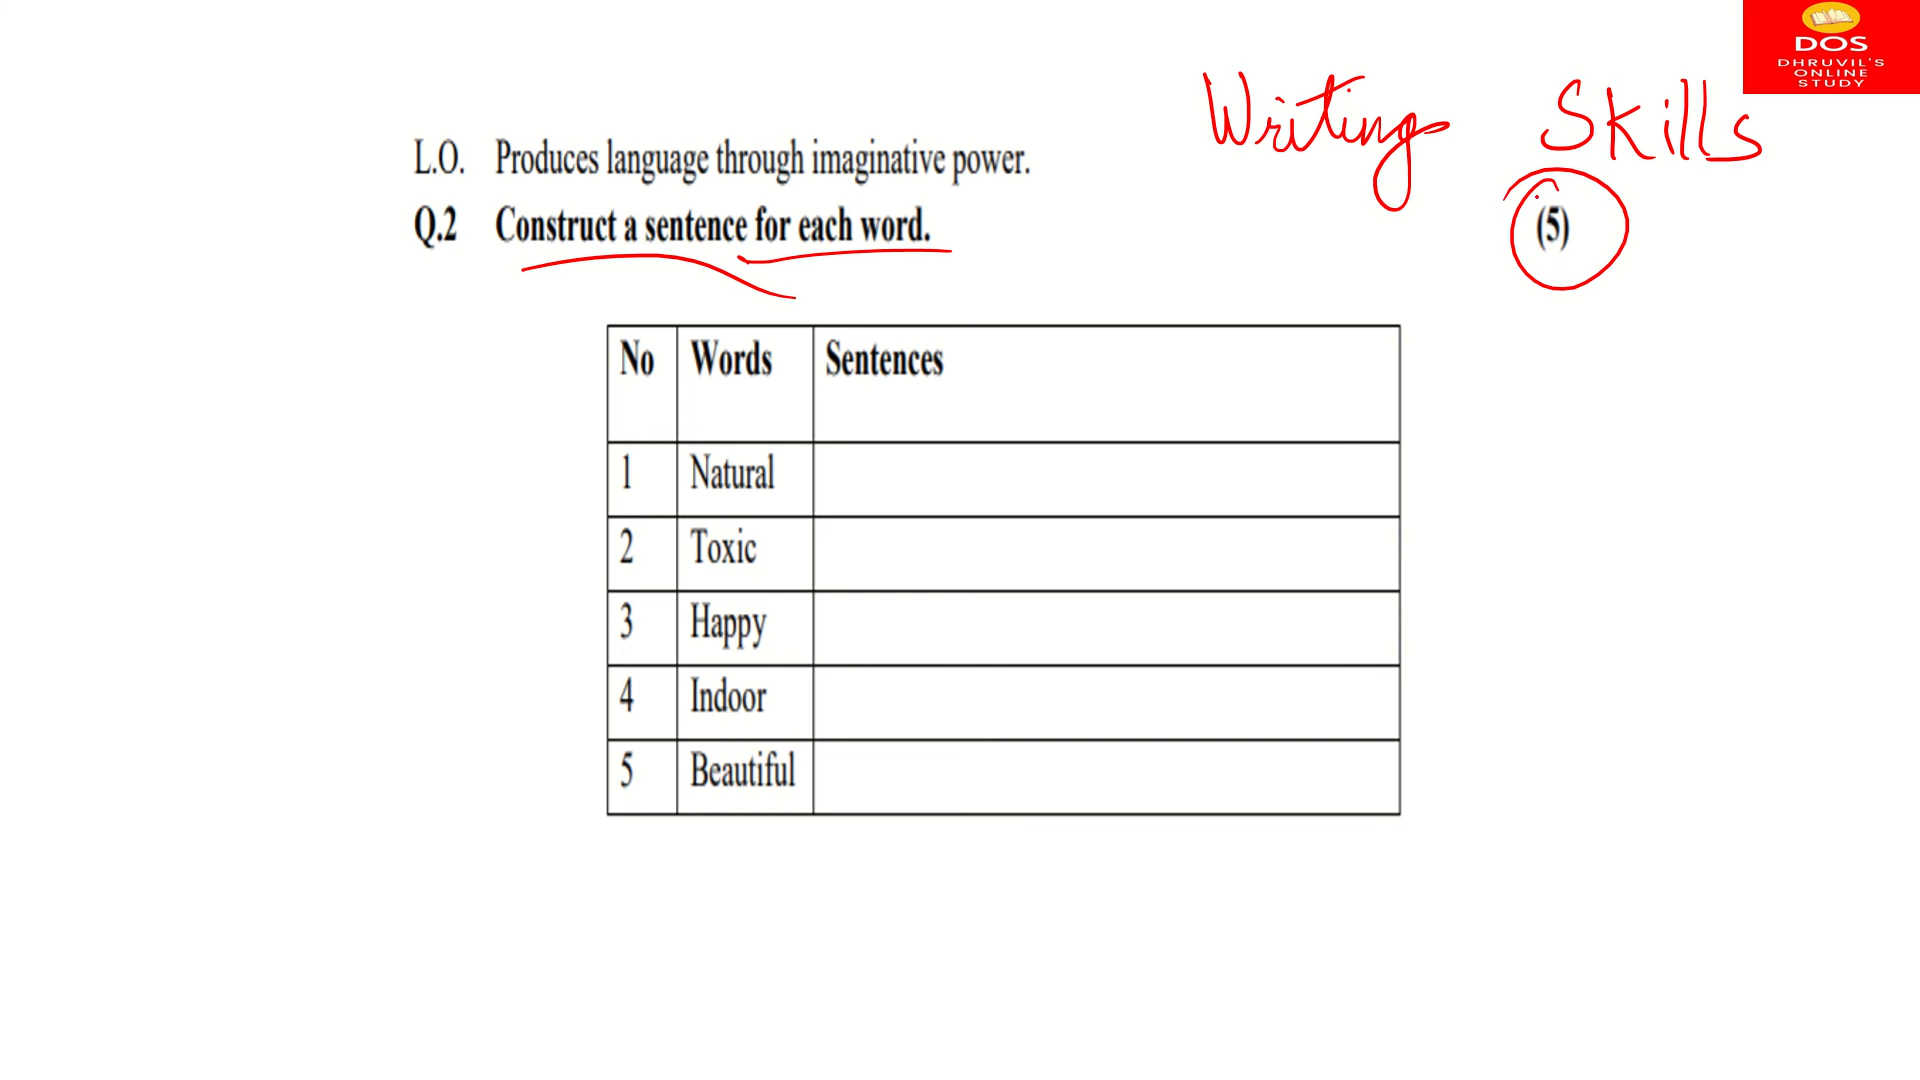 DOS
DHRUVIL'S
ONLINE
STUDY
Writing Skills
L.O. Produces language through imaginative power.
Q.2 Construct a sentence for each word. (5)
No Words Sentences
1 Natural
2 Toxic
3 Happy
4 Indoor
5 Beautiful